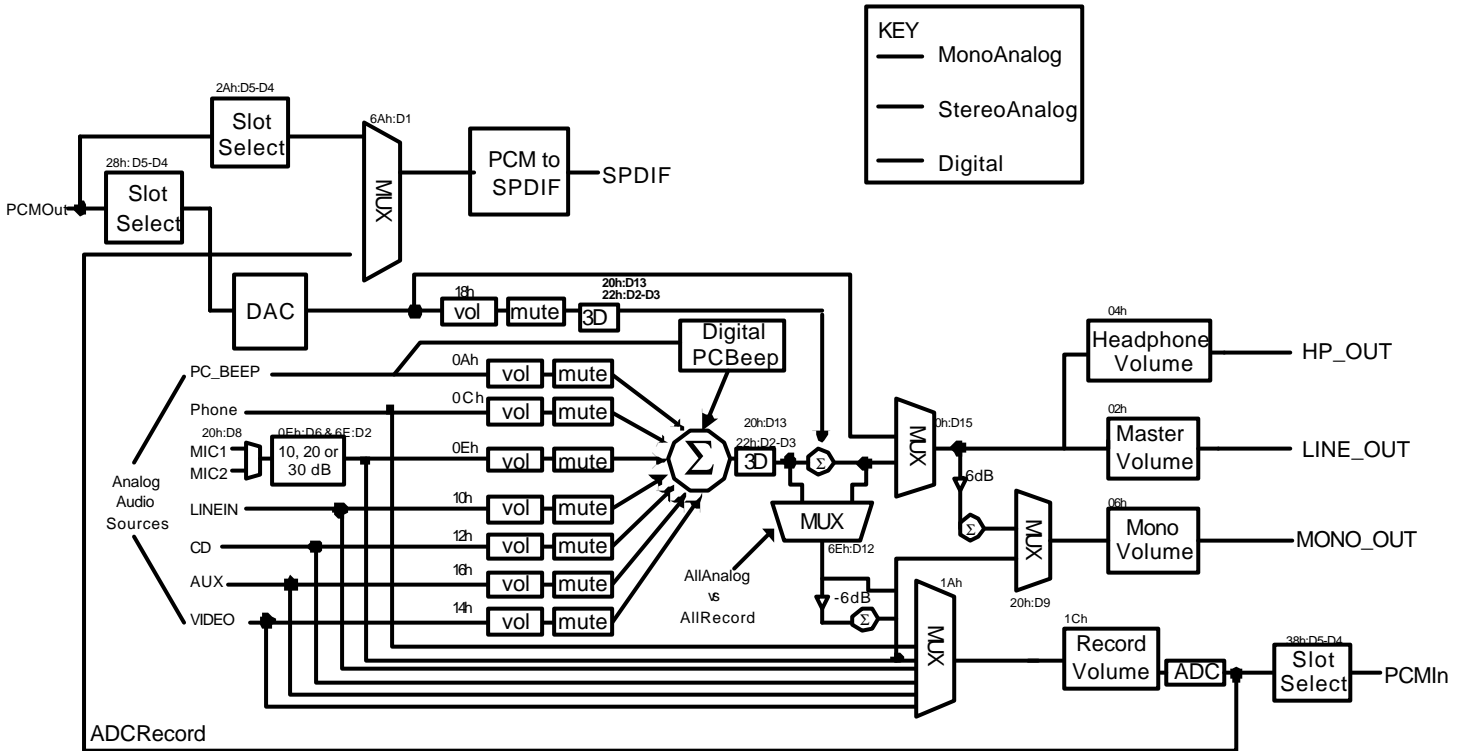 KEY
MonoAnalog
StereoAnalog
Digital
2Ah:D5-D4
Slot
Select
6Ah:D1
MUX
PCM to
SPDIF
SPDIF
28h: D5-D4
Slot
Select
PCMOut
DAC
18h
vol
mute
20h:D13
22h:D2-D3
3D
Digital
PCBeep
04h
Headphone
Volume
HP_OUT
PC_BEEP
0Ah
vol
mute
Phone
0Ch
vol
mute
20h:D8
MIC1
MIC2
0Eh:D6 & 6E:D2
10, 20 or
30 dB
0Eh
vol
mute
Σ
20h:D13
22h:D2-D3
3D
Σ
MUX
0h:D15
02h
Master
Volume
LINE_OUT
Analog
Audio
Sources
LINEIN
10h
vol
mute
MUX
6Eh:D12
6dB
Σ
MUX
20h:D9
06h
Mono
Volume
MONO_OUT
CD
12h
vol
mute
AUX
16h
vol
mute
AllAnalog
vs
AllRecord
-6dB
Σ
VIDEO
14h
vol
mute
1Ah
MUX
1Ch
Record
Volume
ADC
38h:D5-D4
Slot
Select
PCMIn
ADCRecord